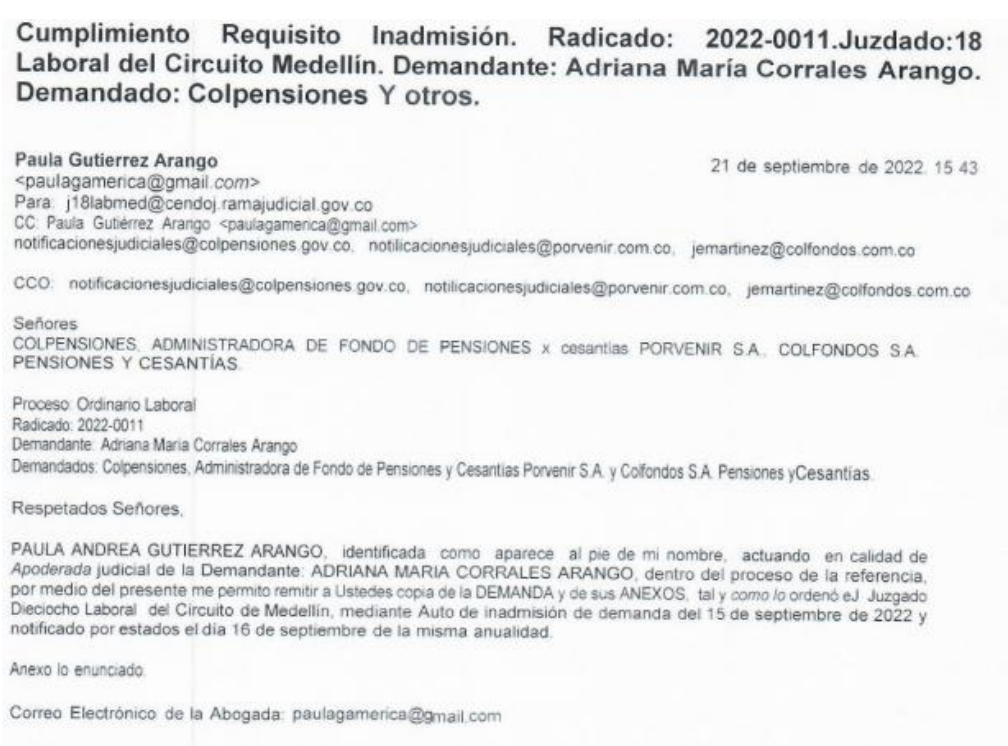 Cumplimiento Requisito Inadmisión. Radicado: 2022-0011.Juzdado:18
Laboral del Circuito Medellín. Demandante: Adriana María Corrales Arango.
Demandado: Colpensiones Y otros.
Paula Gutierrez Arango
21 de septiembre de 2022. 15 43
<paulagamerica@gmail.com>
Para: j18labmed@cendoj.ramajudicial.gov.co
CC: Paula Gutiérrez Arango <paulagamerica@gmail.com>
notificacionesjudiciales@colpensiones.gov.co, notilicacionesjudiciales@porvenir.com.co, jemartinez@colfondos.com.co
CCO: notificacionesjudiciales@colpensiones.gov.co, notilicacionesjudiciales@porvenir.com.co, jemartinez@colfondos.com.co
Señores
COLPENSIONES, ADMINISTRADORA DE FONDO DE PENSIONES x cesantías PORVENIR S.A., COLFONDOS S.A.
PENSIONES Y CESANTÍAS.
Proceso: Ordinario Laboral
Radicado: 2022-0011
Demandante: Adriana Maria Corrales Arango
Demandados: Colpensiones, Administradora de Fondo de Pensiones y Cesantías Porvenir S.A. y Colfondos S.A. Pensiones yCesantías.
Respetados Señores,
PAULA ANDREA GUTIERREZ ARANGO, identificada como aparece al pie de mi nombre, actuando en calidad de
Apoderada judicial de la Demandante: ADRIANA MARIA CORRALES ARANGO, dentro del proceso de la referencia,
por medio del presente me permito remitir a Ustedes copia de la DEMANDA y de sus ANEXOS, tal y como lo ordenó eJ Juzgado
Dieciocho Laboral del Circuito de Medellín, mediante Auto de inadmisión de demanda del 15 de septiembre de 2022 y
notificado por estados el día 16 de septiembre de la misma anualidad.
Anexo lo enunciado.
Correo Electrónico de la Abogada: paulagamerica@gmail.com